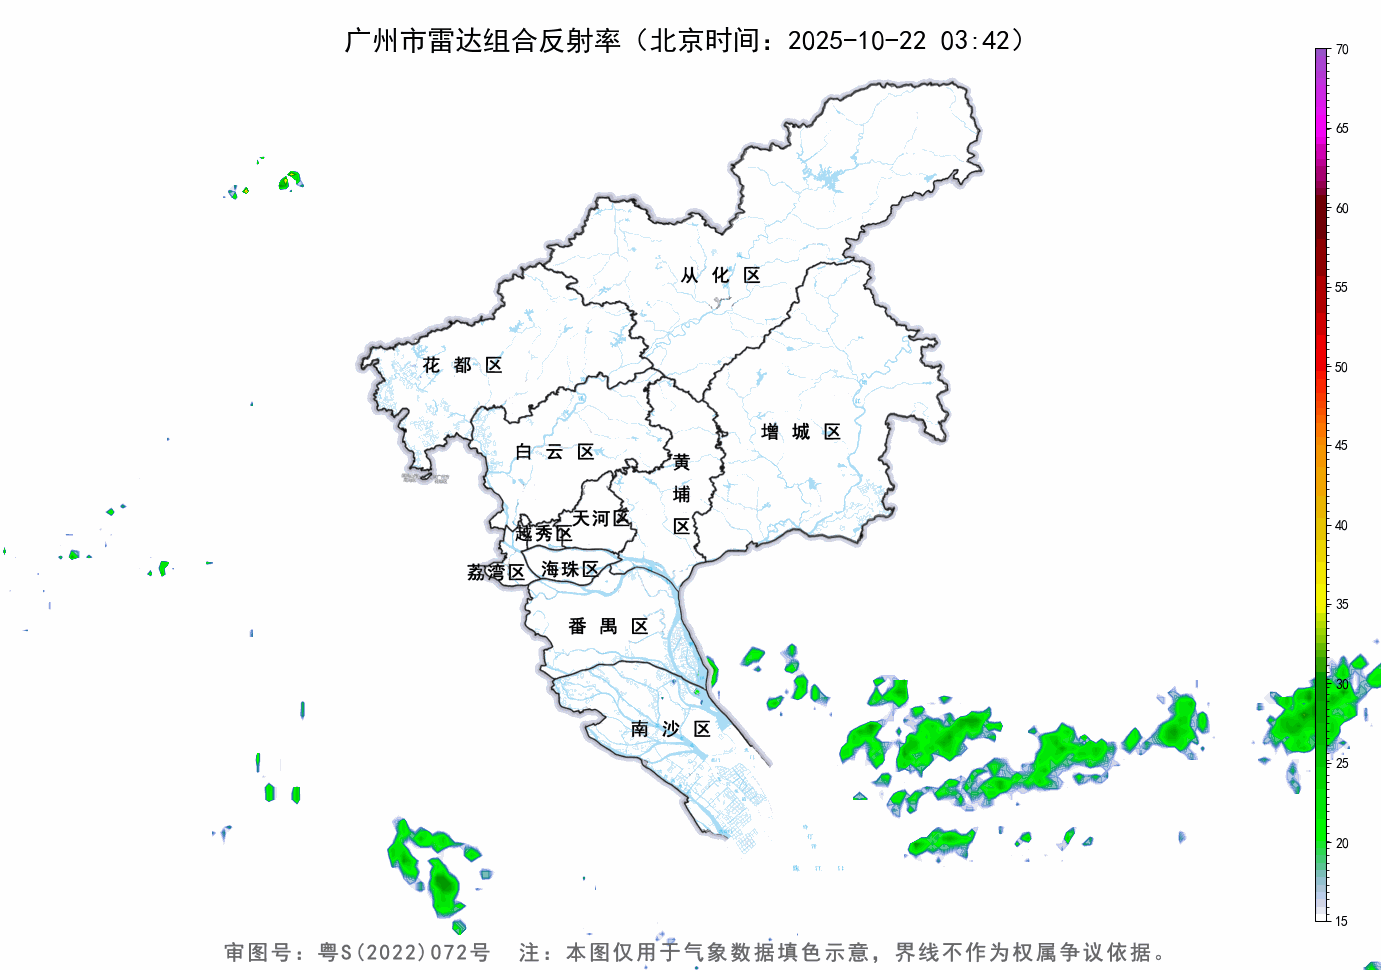 广州市雷达组合反射率（北京时间：2025-10-22 03:42）
70
65
60
55
50
45
40
35
30
25
20
15
从化区
花都区
增城区
白云区
黄埔区
天河区
越秀区
荔湾区
海珠区
番禺区
南沙区
审图号：粤S(2022)072号 注：本图仅用于气象数据填色示意，界线不作为权属争议依据。